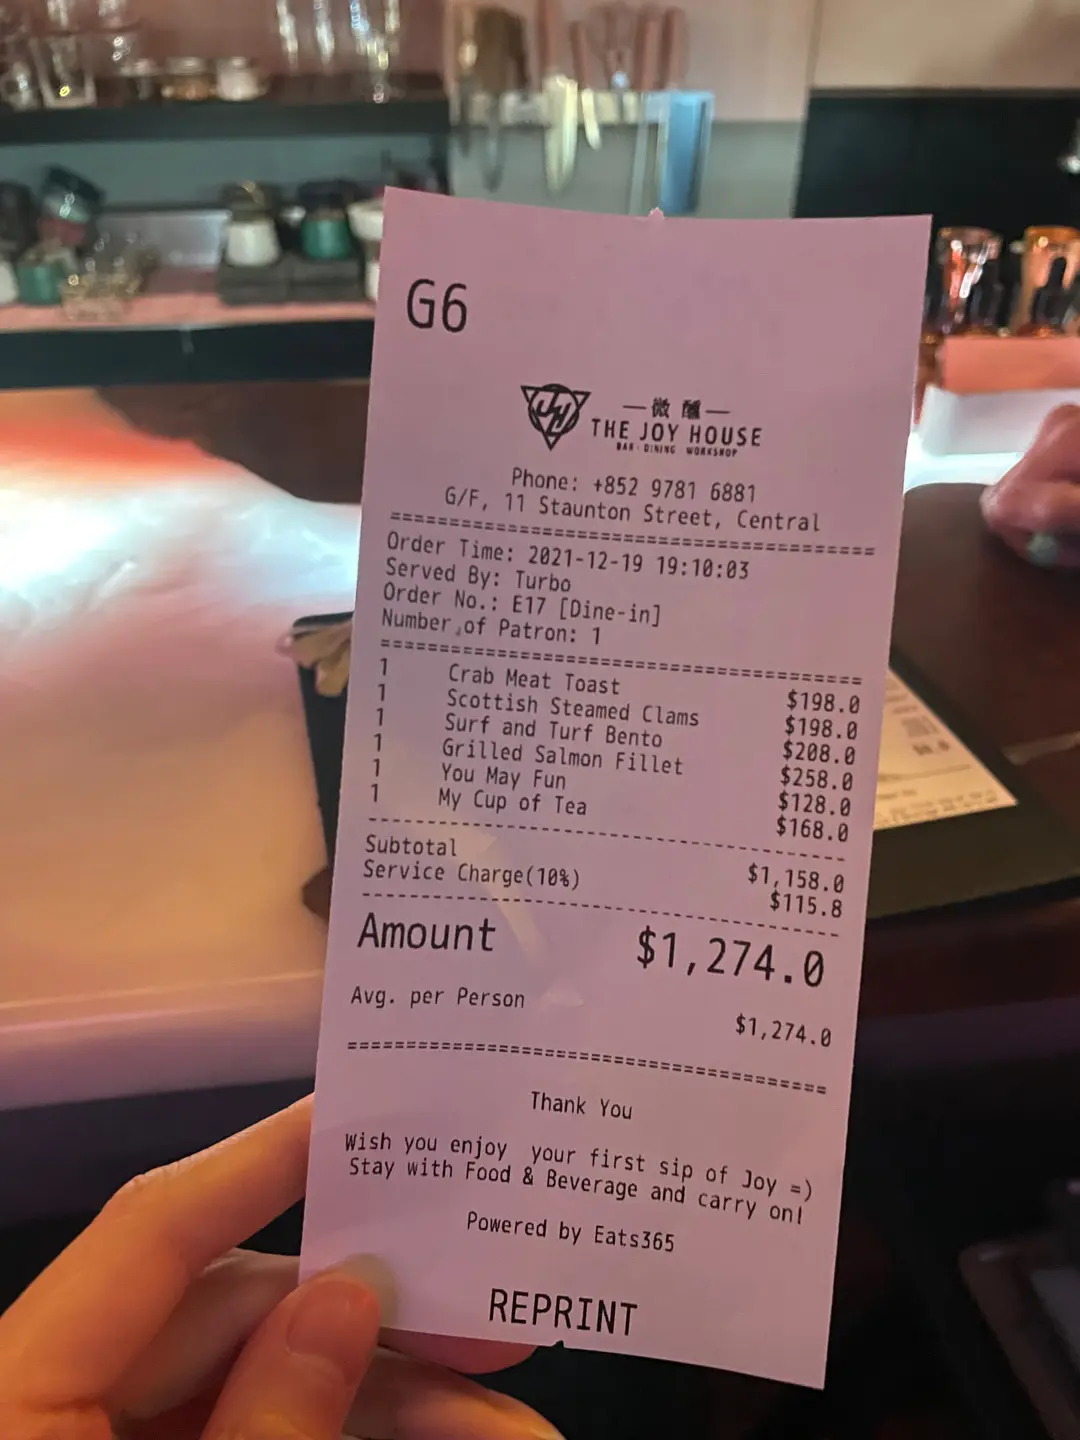 G6
微醺
THE JOY HOUSE
BAR · DINING WORKSHOP
Phone: +852 9781 6881
G/F, 11 Staunton Street, Central
==========================================
Order Time: 2021-12-19 19:10:03
Served By: Turbo
Order No.: E17 [Dine-in]
Number of Patron: 1
==========================================
1 Crab Meat Toast $198.0
1 Scottish Steamed Clams $198.0
1 Surf and Turf Bento $208.0
1 Grilled Salmon Fillet $258.0
1 You May Fun $128.0
1 My Cup of Tea $168.0
------------------------------------------
Subtotal $1,158.0
Service Charge(10%) $115.8
------------------------------------------
Amount $1,274.0
Avg. per Person $1,274.0
==========================================
Thank You
Wish you enjoy your first sip of Joy =)
Stay with Food & Beverage and carry on!
Powered by Eats365
REPRINT